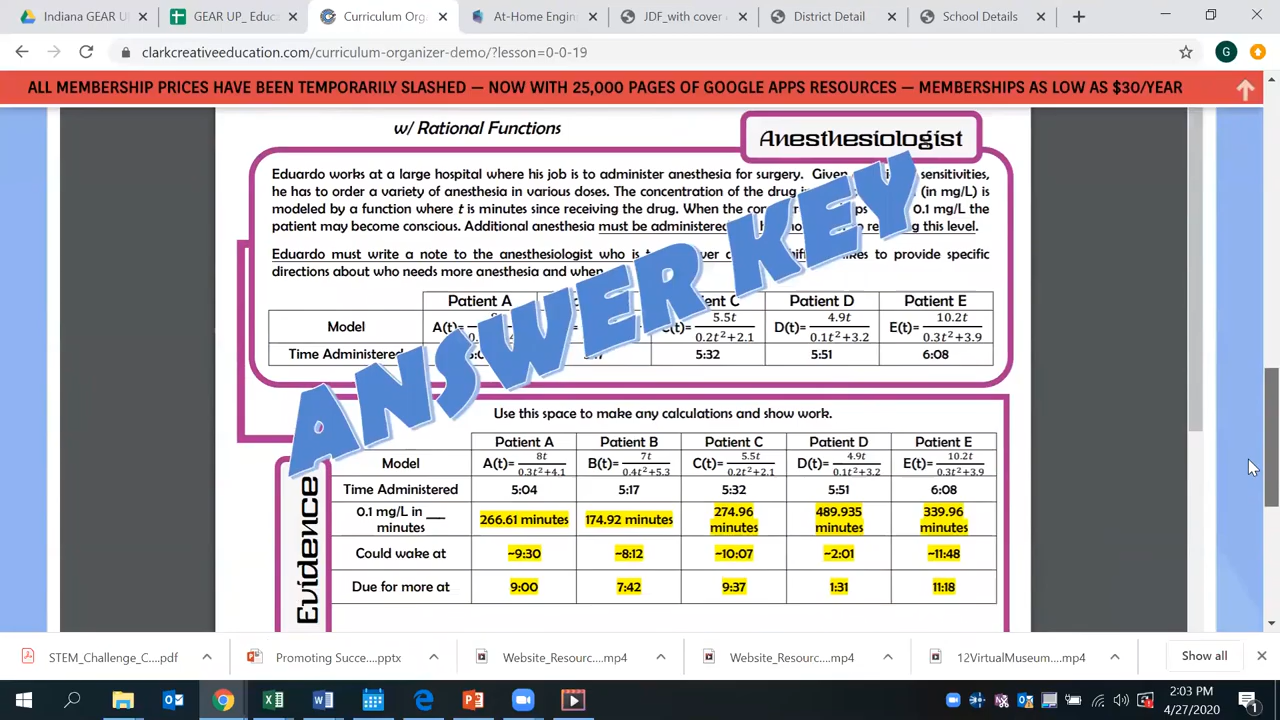 Indiana GEAR U
GEAR UP_ Educ
Curriculum Org
At-Home Engin
JDF_with cover
District Detail
School Details
clarkcreativeeducation.com/curriculum-organizer-demo/?lesson=0-0-19
G
ALL MEMBERSHIP PRICES HAVE BEEN TEMPORARILY SLASHED — NOW WITH 25,000 PAGES OF GOOGLE APPS RESOURCES — MEMBERSHIPS AS LOW AS $30/YEAR
w/ Rational Functions
Anesthesiologist
Eduardo works at a large hospital where his job is to administer anesthesia for surgery. Given sensitivities,
he has to order a variety of anesthesia in various doses. The concentration of the drug (in mg/L) is
modeled by a function where t is minutes since receiving the drug. When the 0.1 mg/L the
patient may become conscious. Additional anesthesia must be administered this level.
Eduardo must write a note to the anesthesiologist who is to provide specific
directions about who needs more anesthesia and when
ANSWER KEY
Patient A C Patient D Patient E
Model A(t)= 5.5t/0.2t²+2.1 D(t)= 4.9t/0.1t²+3.2 E(t)= 10.2t/0.3t²+3.9
Time Administered 5:32 5:51 6:08
Use this space to make any calculations and show work.
Evidence
Patient A Patient B Patient C Patient D Patient E
Model A(t)= 8t/0.3t²+4.1 B(t)= 7t/0.4t²+5.3 C(t)= 5.5t/0.2t²+2.1 D(t)= 4.9t/0.1t²+3.2 E(t)= 10.2t/0.3t²+3.9
Time Administered 5:04 5:17 5:32 5:51 6:08
0.1 mg/L in ___ minutes 266.61 minutes 174.92 minutes 274.96 minutes 489.935 minutes 339.96 minutes
Could wake at ~9:30 ~8:12 ~10:07 ~2:01 ~11:48
Due for more at 9:00 7:42 9:37 1:31 11:18
STEM_Challenge_C....pdf
Promoting Succe....pptx
Website_Resourc....mp4
Website_Resourc....mp4
12VirtualMuseum....mp4
Show all
2:03 PM
4/27/2020